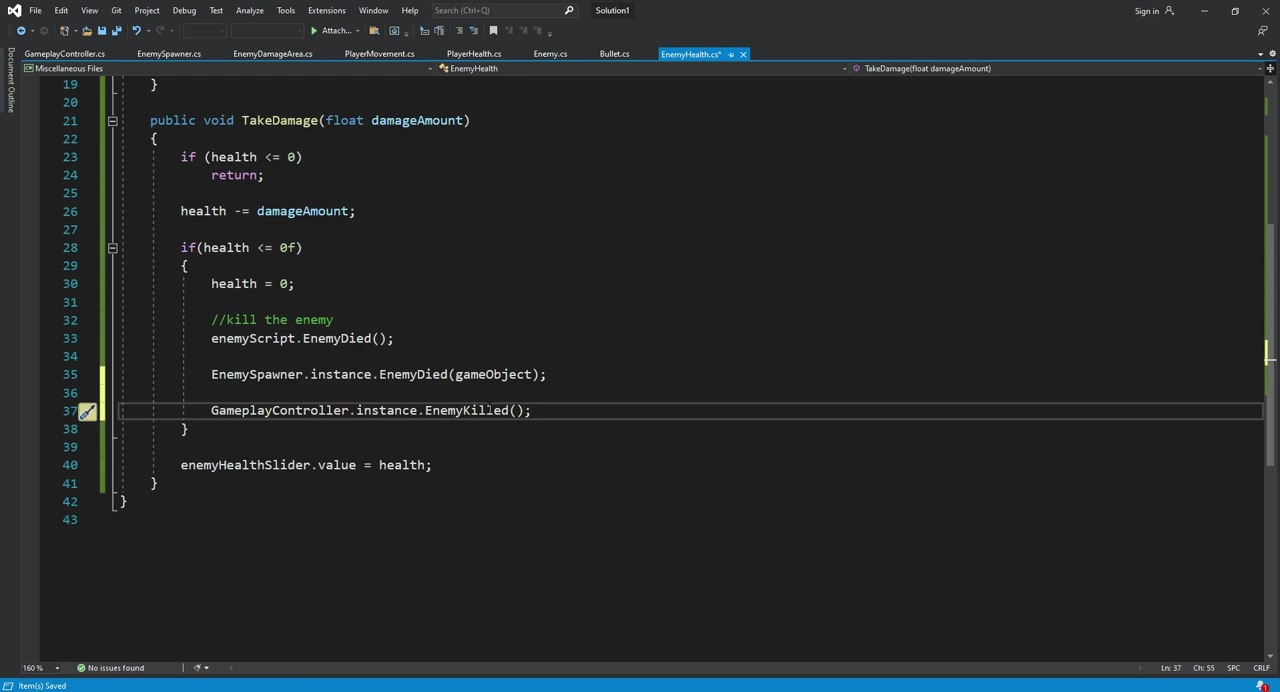 File Edit View Git Project Debug Test Analyze Tools Extensions Window Help Search (Ctrl+Q) Solution1 Sign in
Attach...
GameplayController.cs EnemySpawner.cs EnemyDamageArea.cs PlayerMovement.cs PlayerHealth.cs Enemy.cs Bullet.cs EnemyHealth.cs*
Document Outline
Miscellaneous Files EnemyHealth TakeDamage(float damageAmount)
19 }
20
21 public void TakeDamage(float damageAmount)
22 {
23 if (health <= 0)
24 return;
25
26 health -= damageAmount;
27
28 if(health <= 0f)
29 {
30 health = 0;
31
32 //kill the enemy
33 enemyScript.EnemyDied();
34
35 EnemySpawner.instance.EnemyDied(gameObject);
36
37 GameplayController.instance.EnemyKilled();
38 }
39
40 enemyHealthSlider.value = health;
41 }
42 }
43
160 % No issues found Ln: 37 Ch: 55 SPC CRLF
Item(s) Saved 1